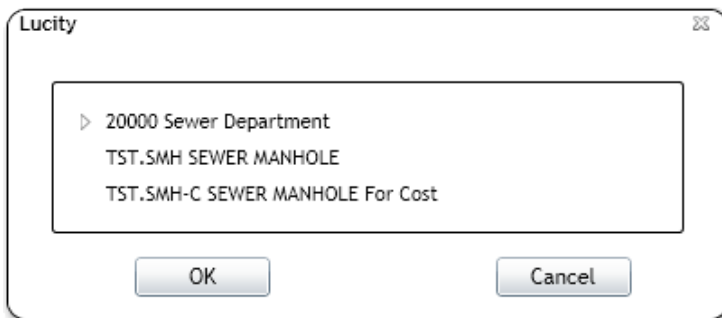 Lucity
20000 Sewer Department
TST.SMH SEWER MANHOLE
TST.SMH-C SEWER MANHOLE For Cost
OK
Cancel